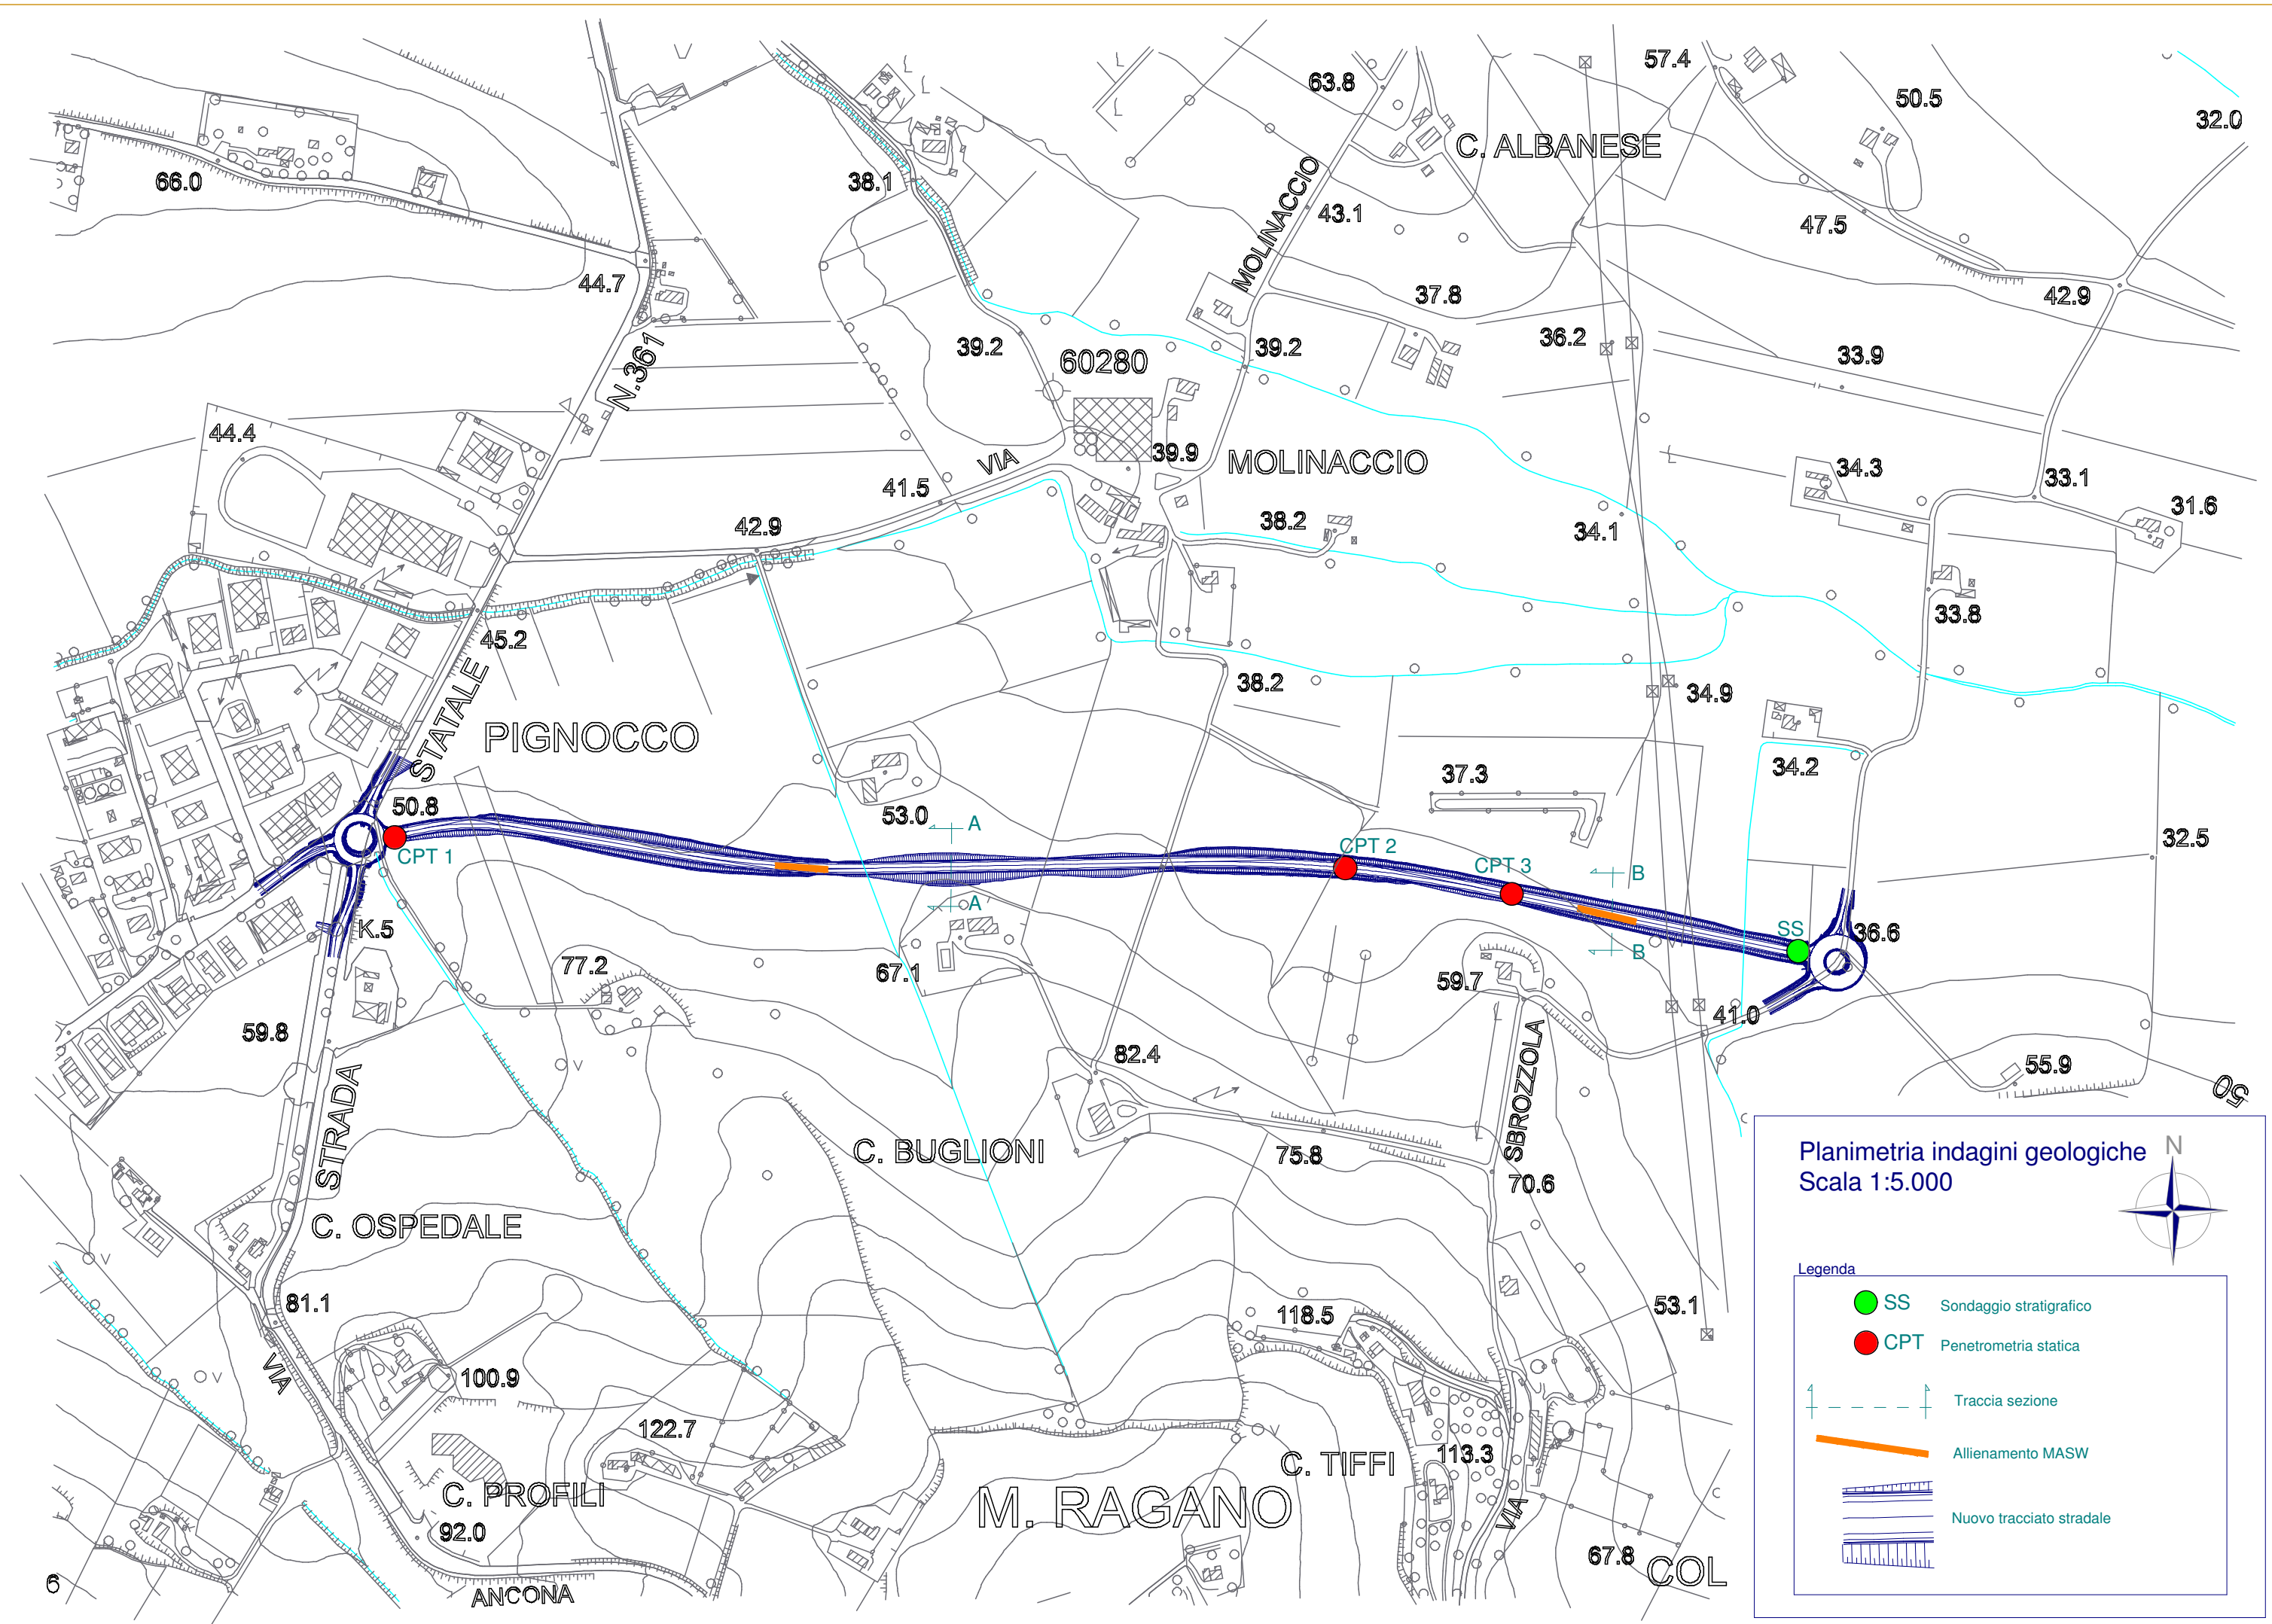 57.4
63.8
50.5
32.0
C. ALBANESE
66.0
38.1
MOLINACCIO
43.1
47.5
44.7
37.8
42.9
N.361
39.2
60280
39.2
36.2
33.9
44.4
VIA
39.9
MOLINACCIO
34.3
33.1
41.5
31.6
42.9
38.2
34.1
45.2
33.8
STATALE
38.2
34.9
PIGNOCCO
37.3
34.2
50.8
53.0
A
32.5
CPT 1
CPT 2
CPT 3
B
A
K.5
SS
36.6
B
77.2
67.1
59.7
59.8
41.0
SBROZZOLA
82.4
55.9
STRADA
50
C. BUGLIONI
75.8
70.6
C. OSPEDALE
81.1
118.5
53.1
VIA
100.9
122.7
C. TIFFI
113.3
C. PROFILI
M. RAGANO
VIA
92.0
67.8
COL
6
ANCONA
Planimetria indagini geologiche
N
Scala 1:5.000
Legenda
SS Sondaggio stratigrafico
CPT Penetrometria statica
Traccia sezione
Allienamento MASW
Nuovo tracciato stradale